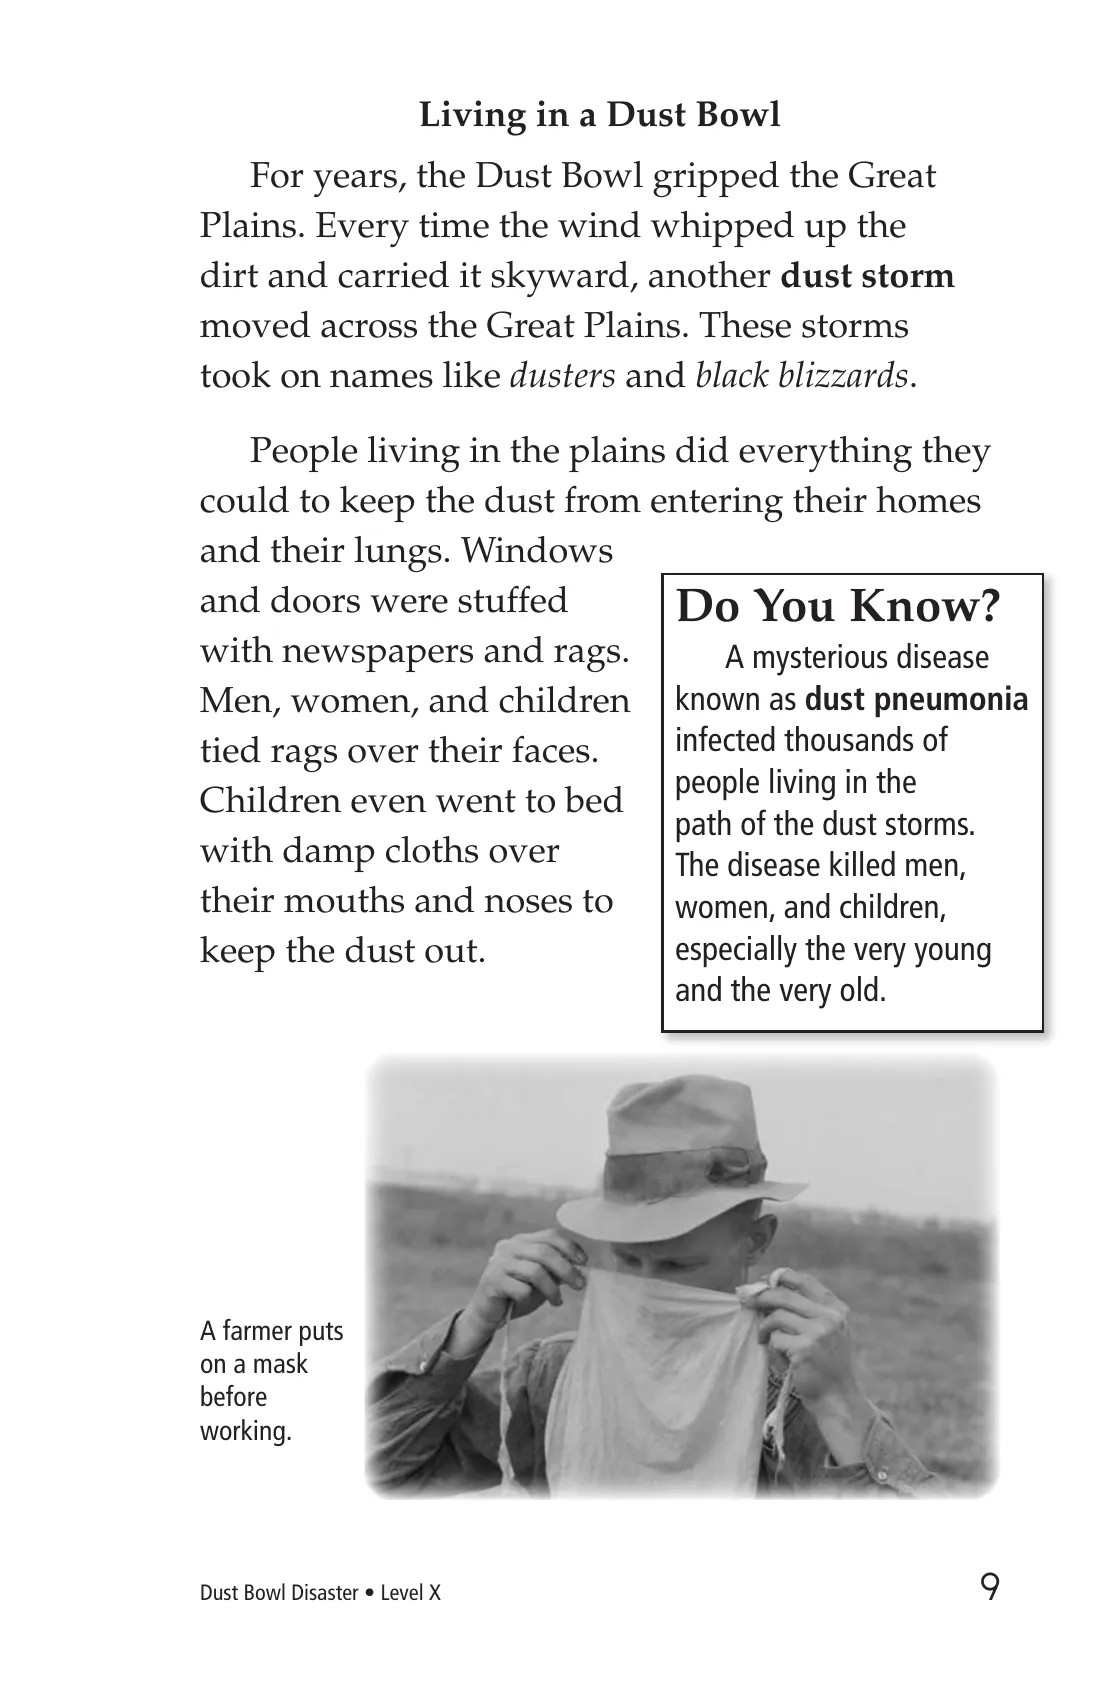 Living in a Dust Bowl
For years, the Dust Bowl gripped the Great
Plains. Every time the wind whipped up the
dirt and carried it skyward, another dust storm
moved across the Great Plains. These storms
took on names like dusters and black blizzards.
People living in the plains did everything they
could to keep the dust from entering their homes
and their lungs. Windows
and doors were stuffed
with newspapers and rags.
Men, women, and children
tied rags over their faces.
Children even went to bed
with damp cloths over
their mouths and noses to
keep the dust out.
Do You Know?
A mysterious disease
known as dust pneumonia
infected thousands of
people living in the
path of the dust storms.
The disease killed men,
women, and children,
especially the very young
and the very old.
A farmer puts
on a mask
before
working.
Dust Bowl Disaster • Level X
9